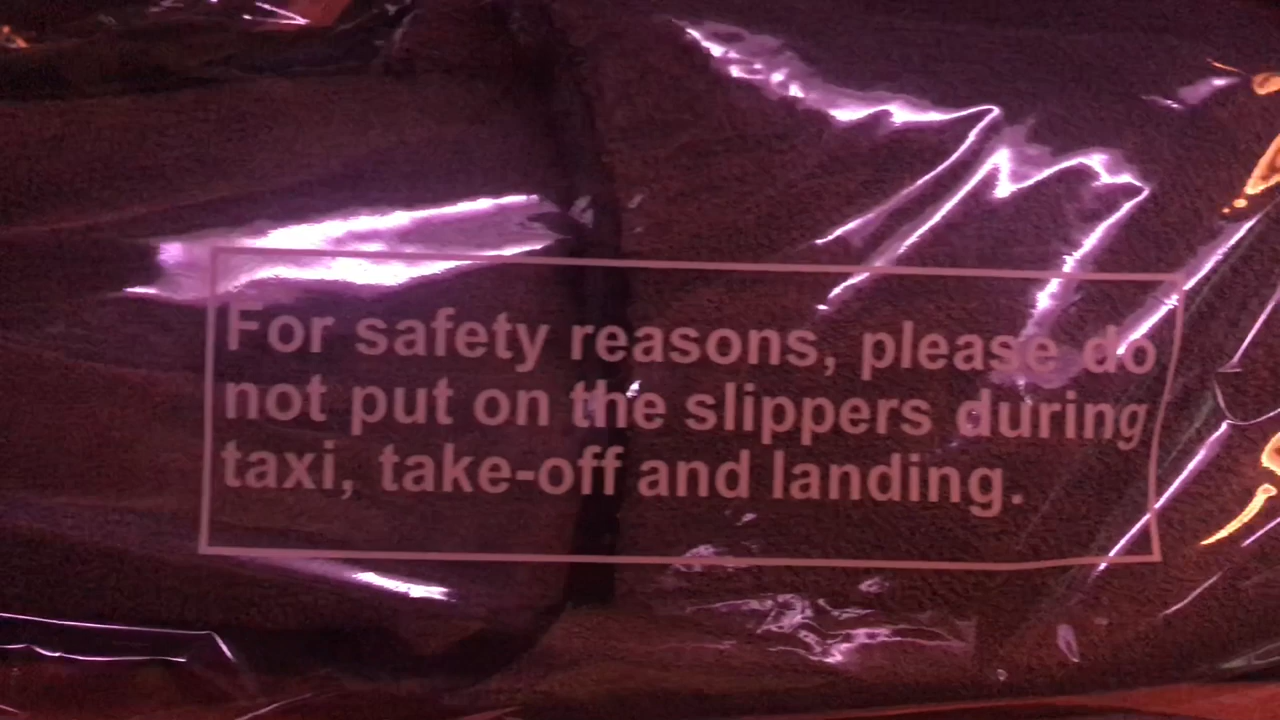 For safety reasons, please do
not put on the slippers during
taxi, take-off and landing.